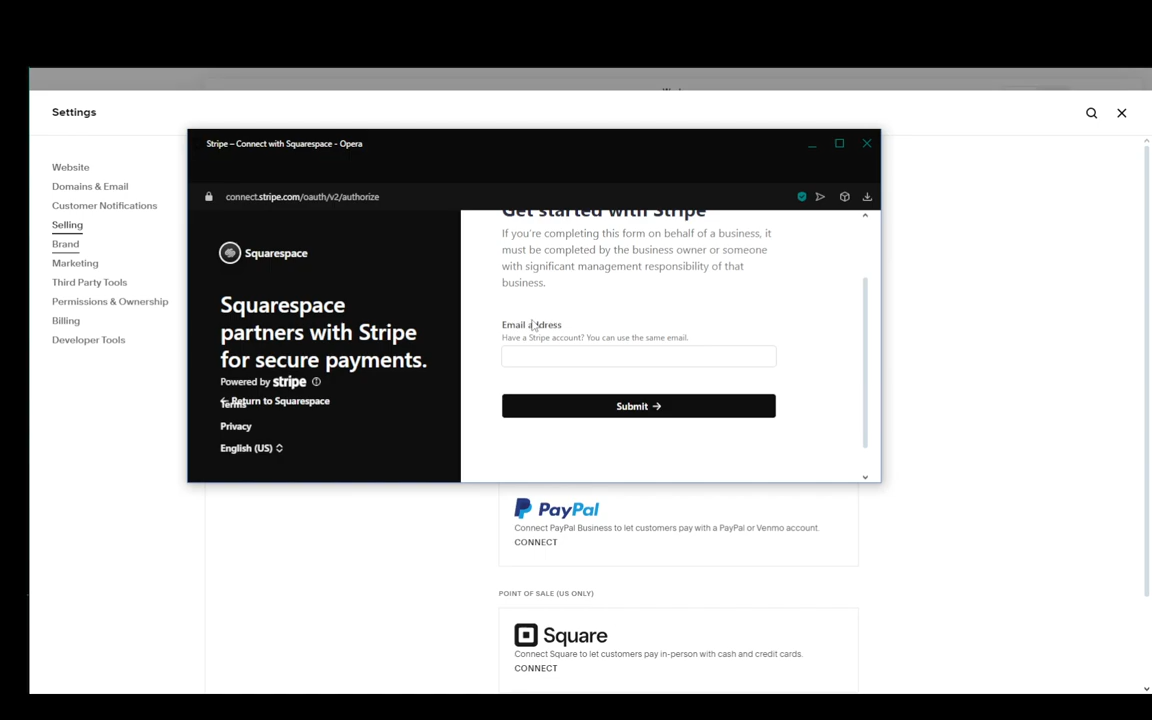 Settings
Website
Domains & Email
Customer Notifications
Selling
Brand
Marketing
Third Party Tools
Permissions & Ownership
Billing
Developer Tools
Stripe – Connect with Squarespace - Opera
connect.stripe.com/oauth/v2/authorize
Squarespace
Squarespace
partners with Stripe
for secure payments.
Powered by stripe
← Return to Squarespace
Terms
Privacy
English (US)
Get started with Stripe
If you're completing this form on behalf of a business, it
must be completed by the business owner or someone
with significant management responsibility of that
business.
Email address
Have a Stripe account? You can use the same email.
Submit →
PayPal
Connect PayPal Business to let customers pay with a PayPal or Venmo account.
CONNECT
POINT OF SALE (US ONLY)
Square
Connect Square to let customers pay in-person with cash and credit cards.
CONNECT